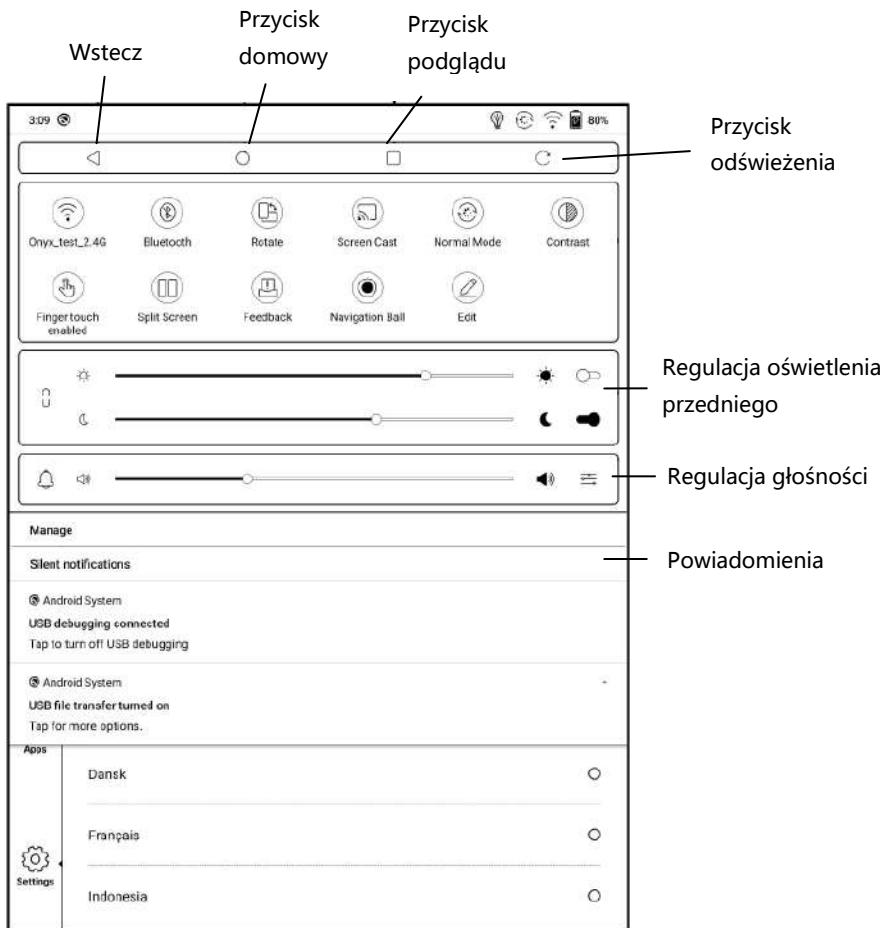 Wstecz
Przycisk
domowy
Przycisk
podglądu
Przycisk
odświeżenia
3:09
80%
Onyx_test_2.4G
Bluetooth
Rotate
Screen Cast
Normal Mode
Contrast
Finger touch
enabled
Split Screen
Feedback
Navigation Ball
Edit
Regulacja oświetlenia
przedniego
Regulacja głośności
Manage
Silent notifications
Powiadomienia
Android System
USB debugging connected
Tap to turn off USB debugging
Android System
USB file transfer turned on
Tap for more options.
Apps
Dansk
Français
Settings
Indonesia